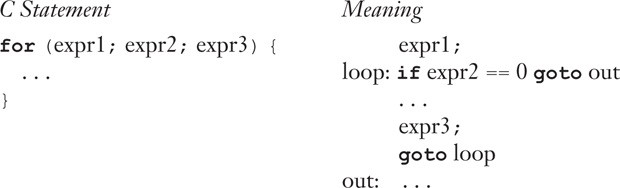 C Statement
for (expr1; expr2; expr3) {
...
}
Meaning
expr1;
loop: if expr2 == 0 goto out
...
expr3;
goto loop
out: ...